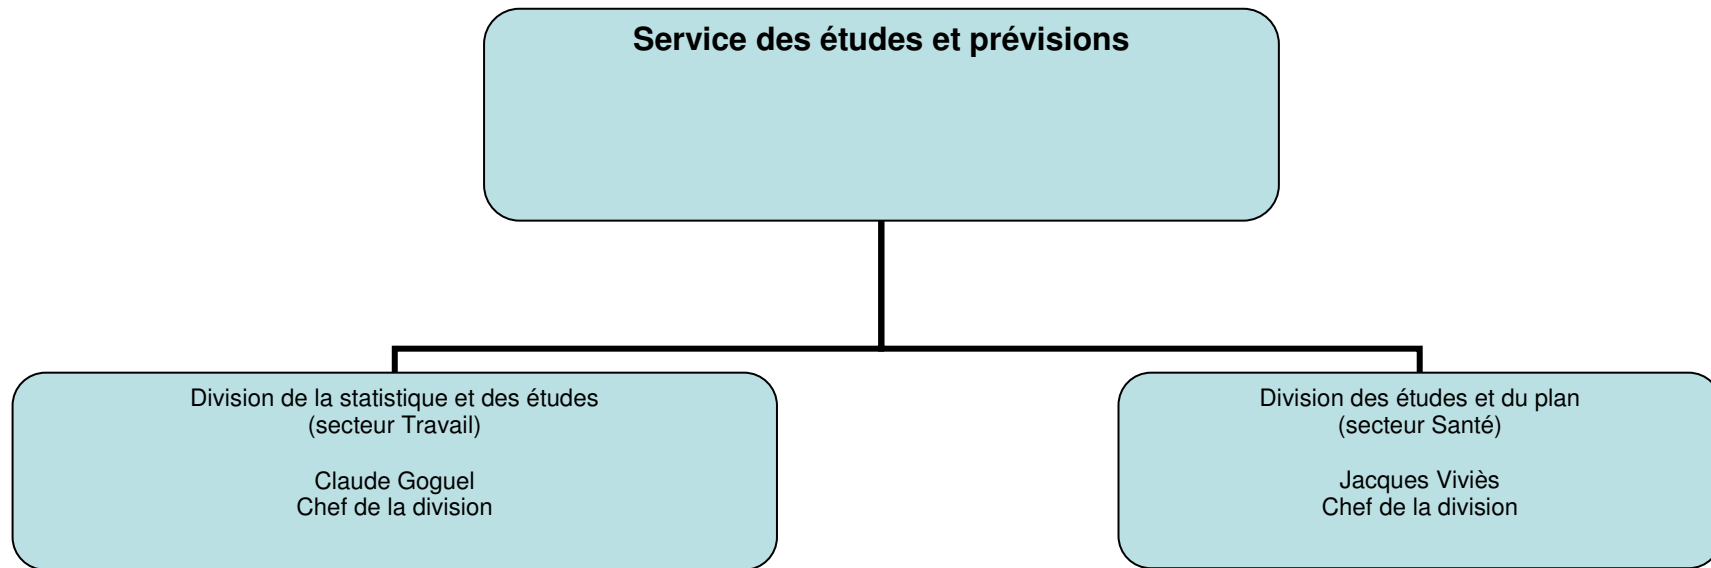 Service des études et prévisions
Division de la statistique et des études
(secteur Travail)
Claude Goguel
Chef de la division
Division des études et du plan
(secteur Santé)
Jacques Viviès
Chef de la division